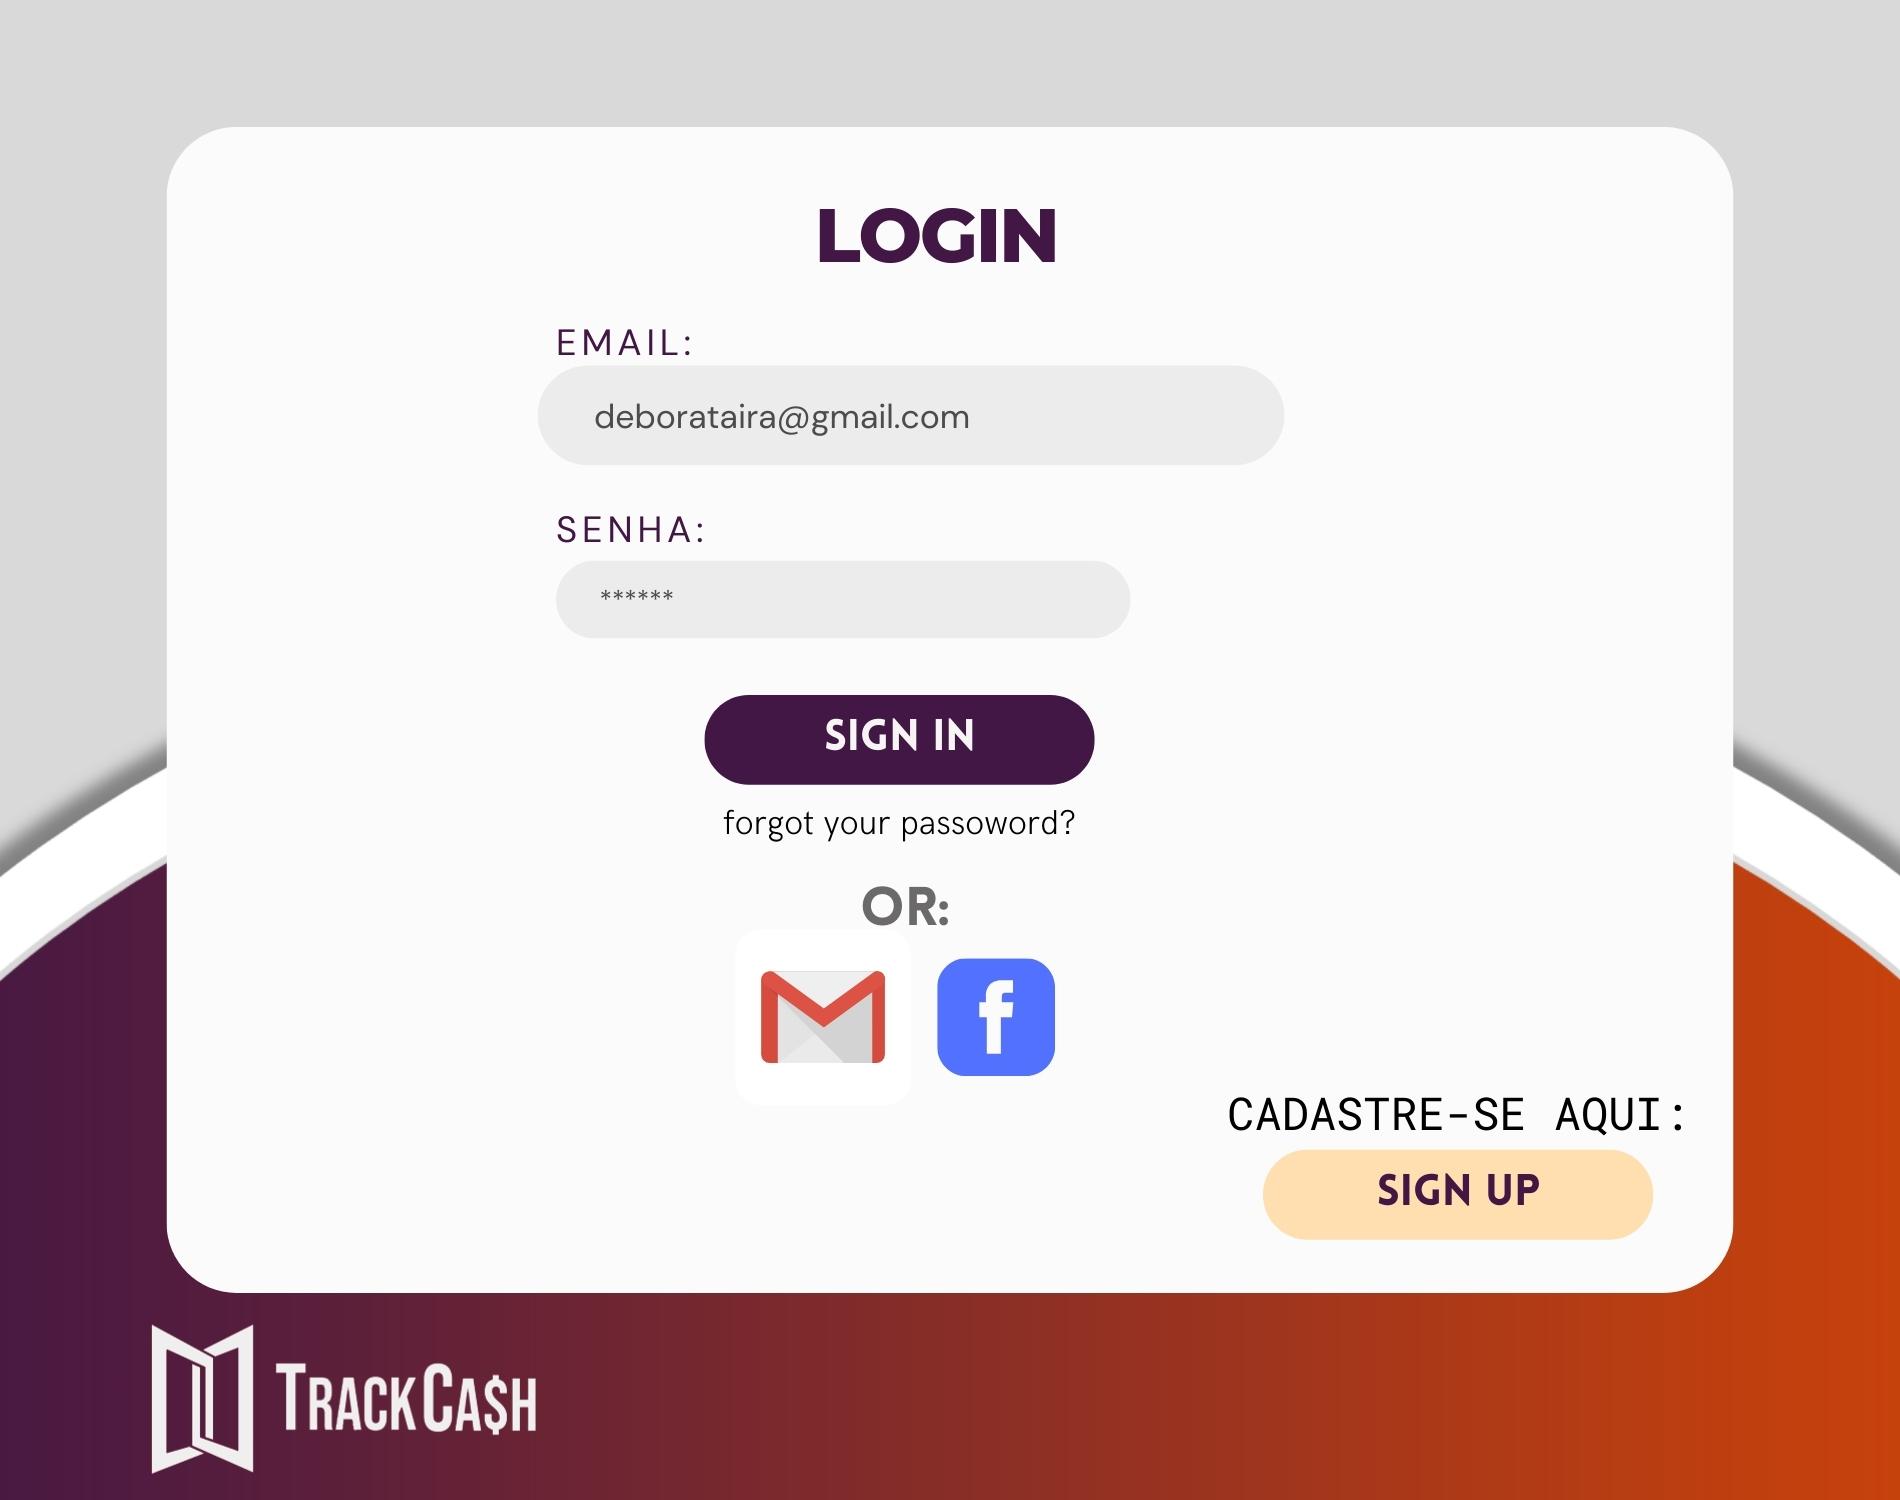 LOGIN
EMAIL:
deborataira@gmail.com
SENHA:
******
SIGN IN
forgot your passoword?
OR:
f
CADASTRE-SE AQUI:
SIGN UP
TRACKCA$H